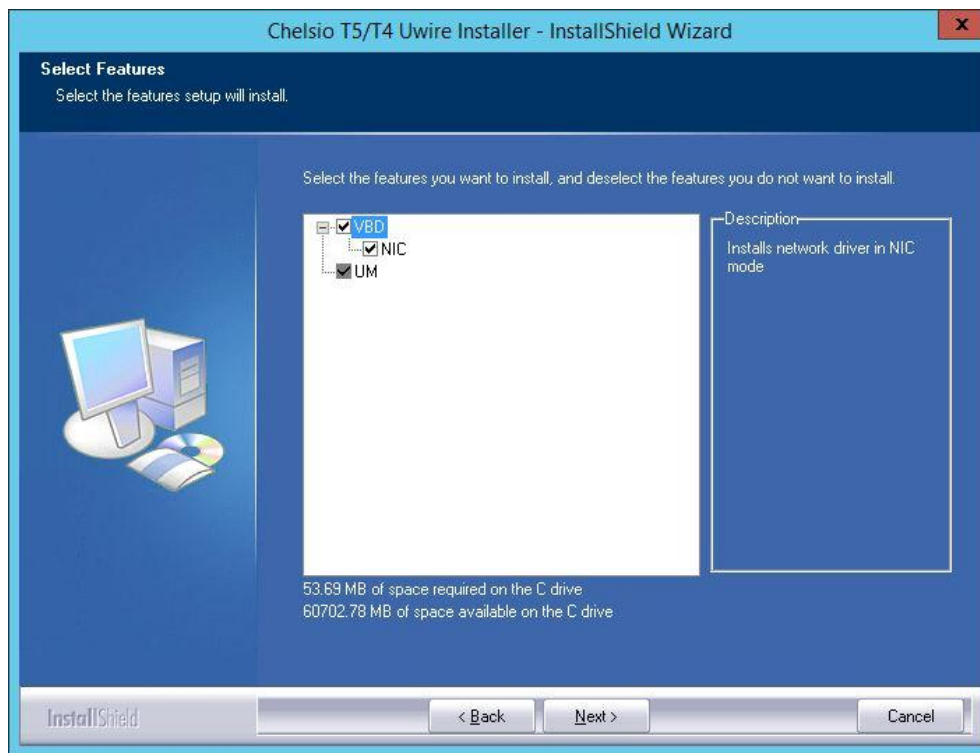 Chelsio T5/T4 Uwire Installer - InstallShield Wizard
x
Select Features
Select the features setup will install.
Select the features you want to install, and deselect the features you do not want to install.
VBD
NIC
UM
Description
Installs network driver in NIC
mode
53.69 MB of space required on the C drive
60702.78 MB of space available on the C drive
InstallShield
< Back
Next >
Cancel